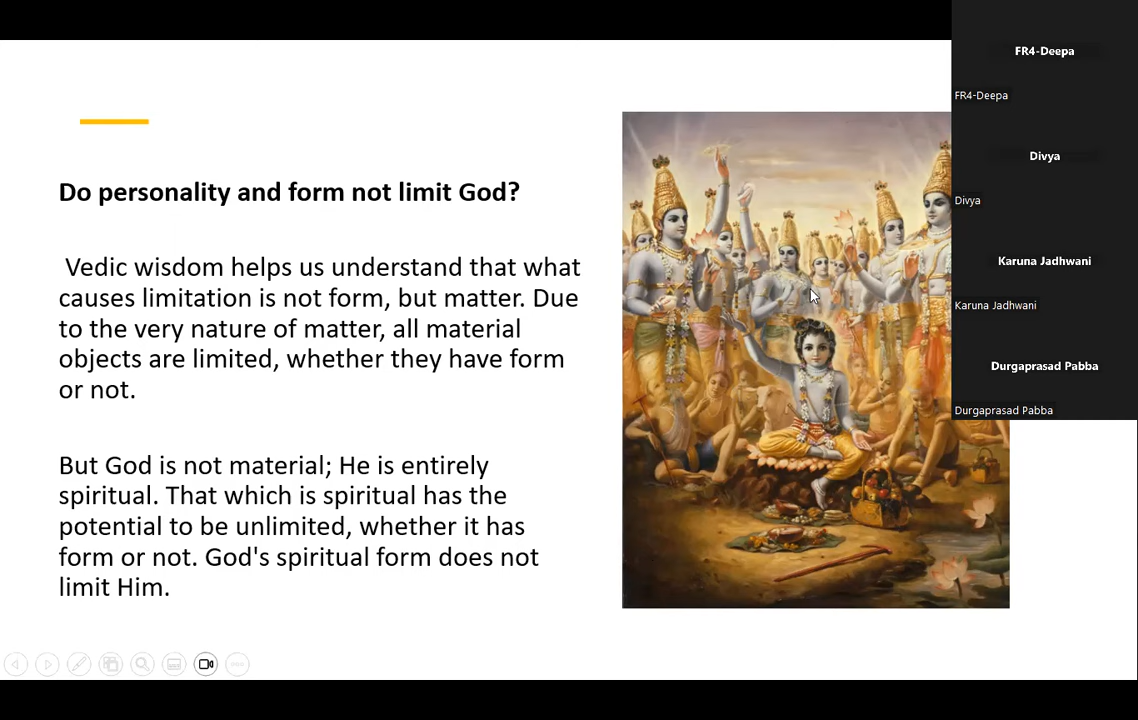 Do personality and form not limit God?
Vedic wisdom helps us understand that what
causes limitation is not form, but matter. Due
to the very nature of matter, all material
objects are limited, whether they have form
or not.
But God is not material; He is entirely
spiritual. That which is spiritual has the
potential to be unlimited, whether it has
form or not. God's spiritual form does not
limit Him.
FR4-Deepa
FR4-Deepa
Divya
Divya
Karuna Jadhwani
Karuna Jadhwani
Durgaprasad Pabba
Durgaprasad Pabba